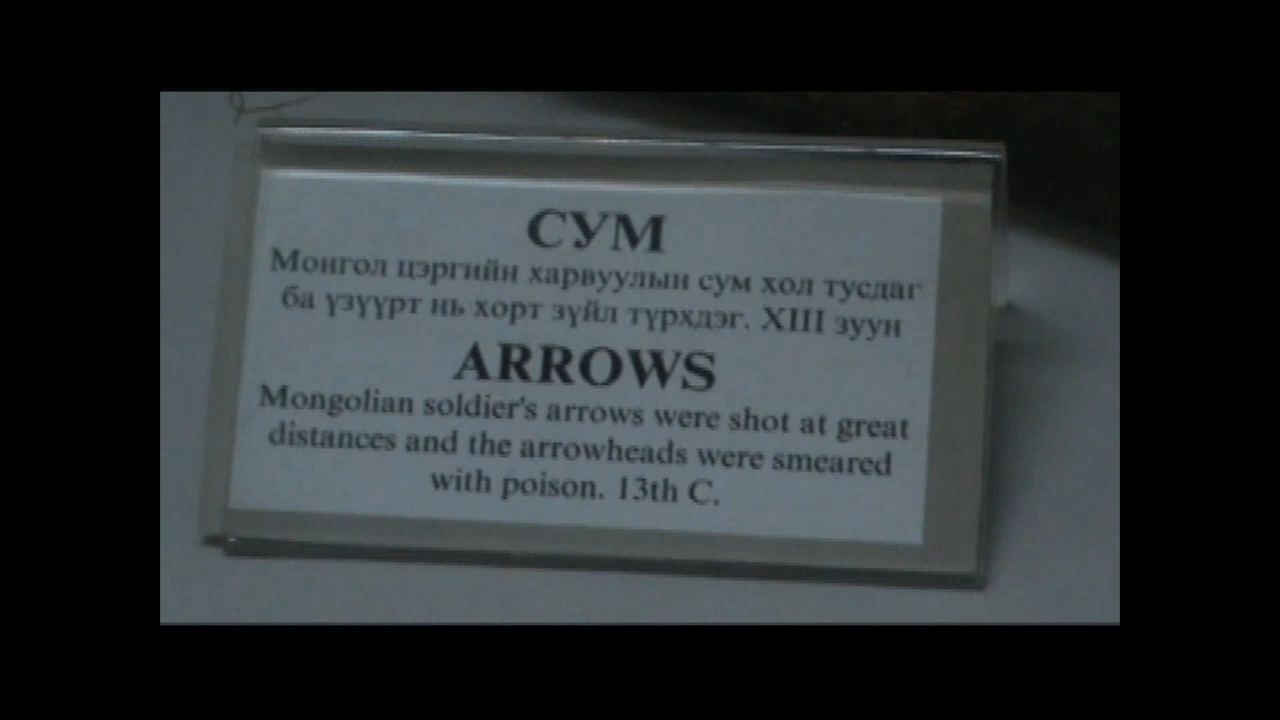 СУМ
Монгол цэргийн харвуулын сум хол тусдаг
ба үзүүрт нь хорт зүйл түрхдэг. XIII зуун
ARROWS
Mongolian soldier's arrows were shot at great
distances and the arrowheads were smeared
with poison. 13th C.